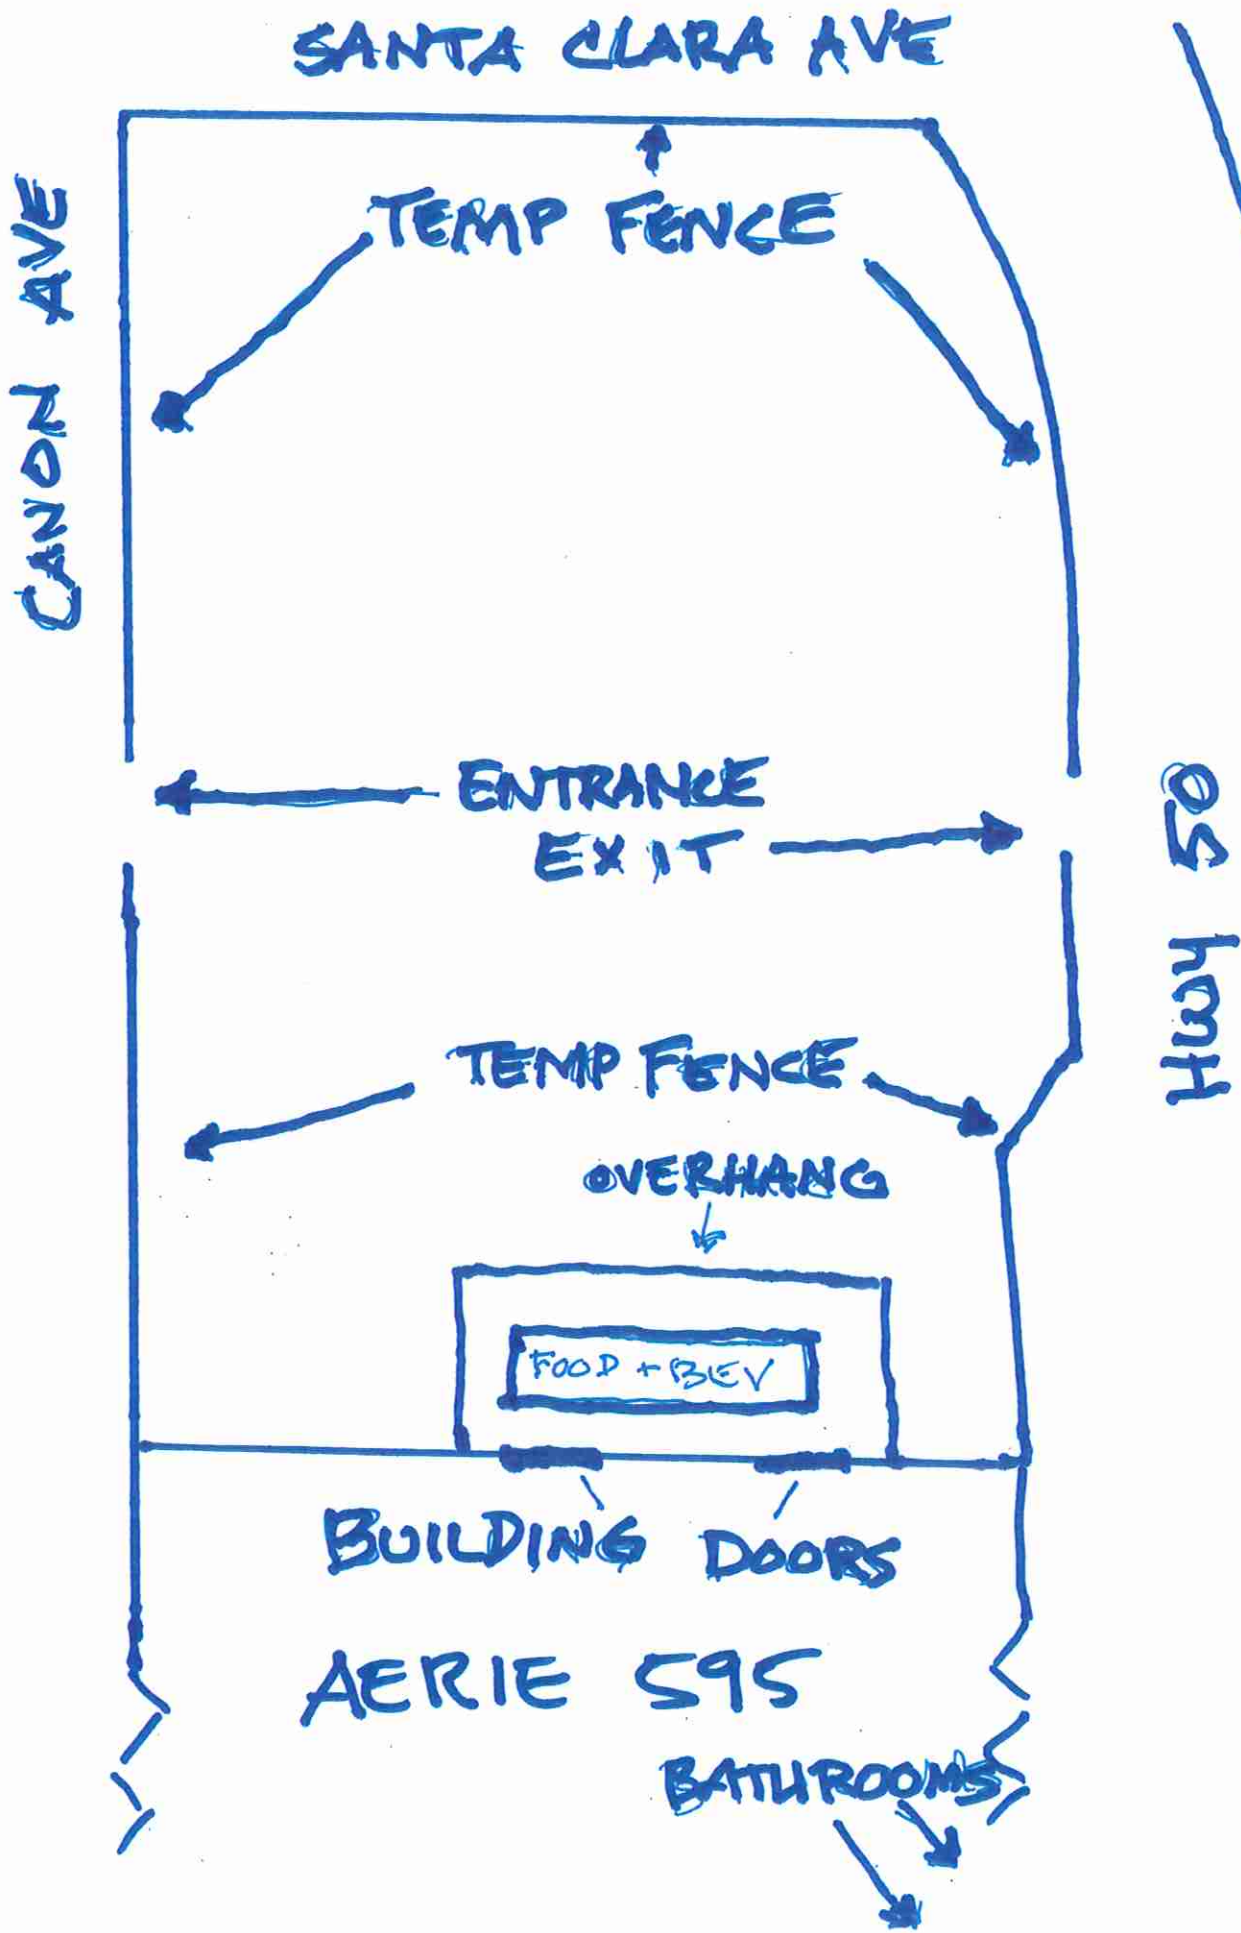 SANTA CLARA AVE
TEMP FENCE
CANON AVE
ENTRANCE
EXIT
HWY 50
TEMP FENCE
OVERHANG
FOOD + BEV
BUILDING DOORS
AERIE 595
BATHROOMS